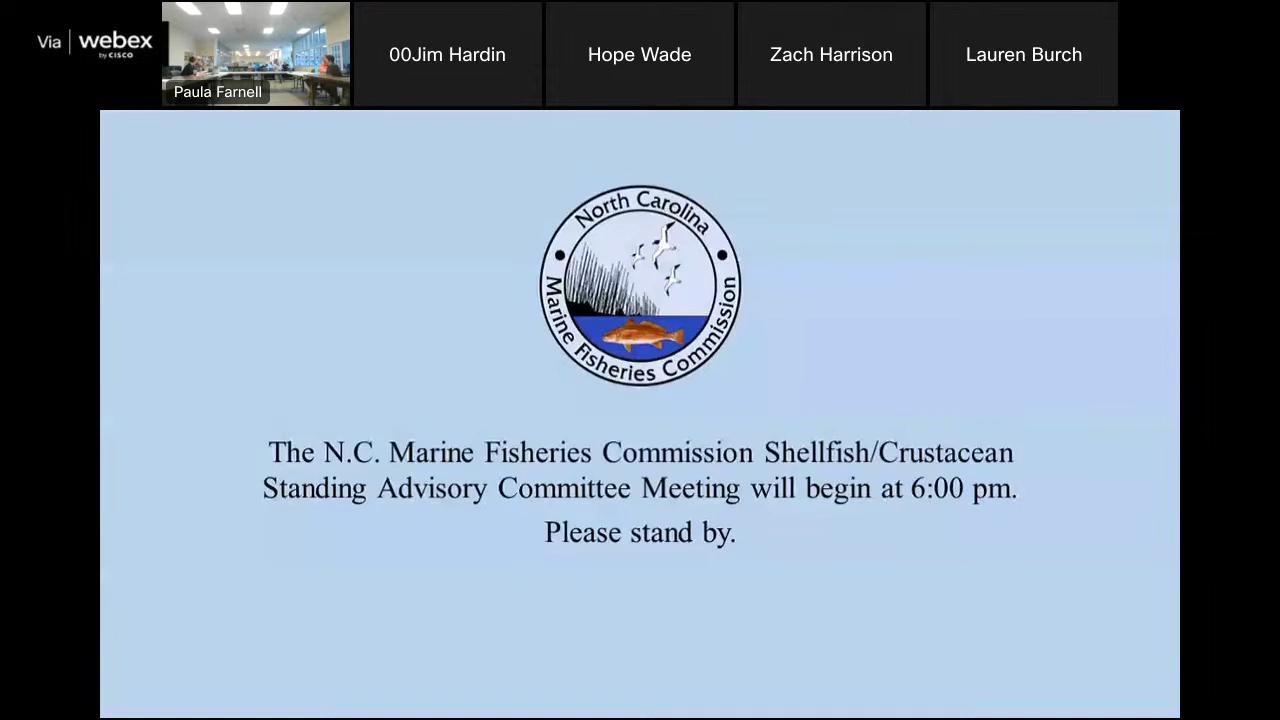 Via webex
by CISCO
Paula Farnell
00Jim Hardin
Hope Wade
Zach Harrison
Lauren Burch
North Carolina
Marine Fisheries Commission
The N.C. Marine Fisheries Commission Shellfish/Crustacean
Standing Advisory Committee Meeting will begin at 6:00 pm.
Please stand by.